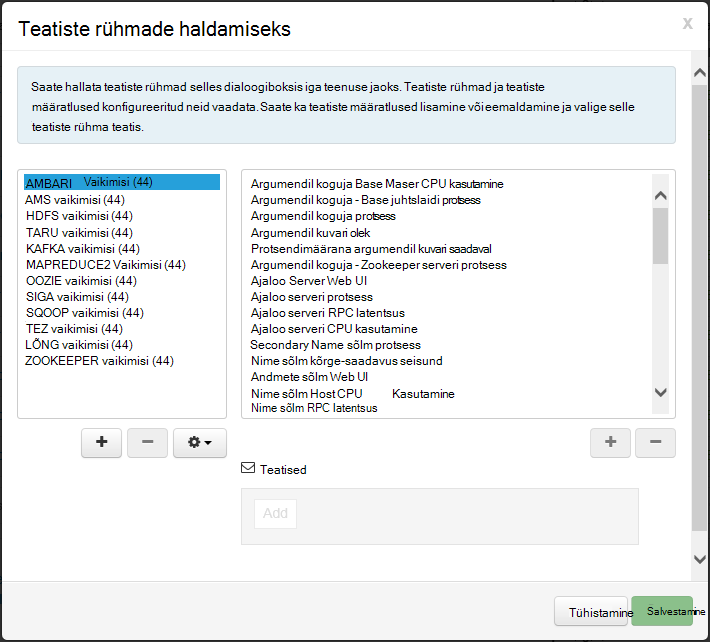 Teatiste rühmade haldamiseks
x
Saate hallata teatiste rühmad selles dialoogiboksis iga teenuse jaoks. Teatiste rühmad ja teatiste
määratlused konfigureeritud neid vaadata. Saate ka teatiste määratlused lisamine või eemaldamine ja valige selle
teatiste rühma teatis.
AMBARI Vaikimisi (44)
AMS vaikimisi (44)
HDFS vaikimisi (44)
TARU vaikimisi (44)
KAFKA vaikimisi (44)
MAPREDUCE2 Vaikimisi (44)
OOZIE vaikimisi (44)
SIGA vaikimisi (44)
SQOOP vaikimisi (44)
TEZ vaikimisi (44)
LÕNG vaikimisi (44)
ZOOKEEPER vaikimisi (44)
Argumendil koguja Base Maser CPU kasutamine
Argumendil koguja - Base juhtslaidi protsess
Argumendil koguja protsess
Argumendil kuvari olek
Protsendimäärana argumendil kuvari saadaval
Argumendil koguja - Zookeeper serveri protsess
Ajaloo Server Web UI
Ajaloo serveri protsess
Ajaloo serveri RPC latentsus
Ajaloo serveri CPU kasutamine
Secondary Name sõlm protsess
Nime sõlm kõrge-saadavus seisund
Andmete sõlm Web UI
Nime sõlm Host CPU Kasutamine
Nime sõlm RPC latentsus
Teatised
Add
Tühistamine
Salvestamine